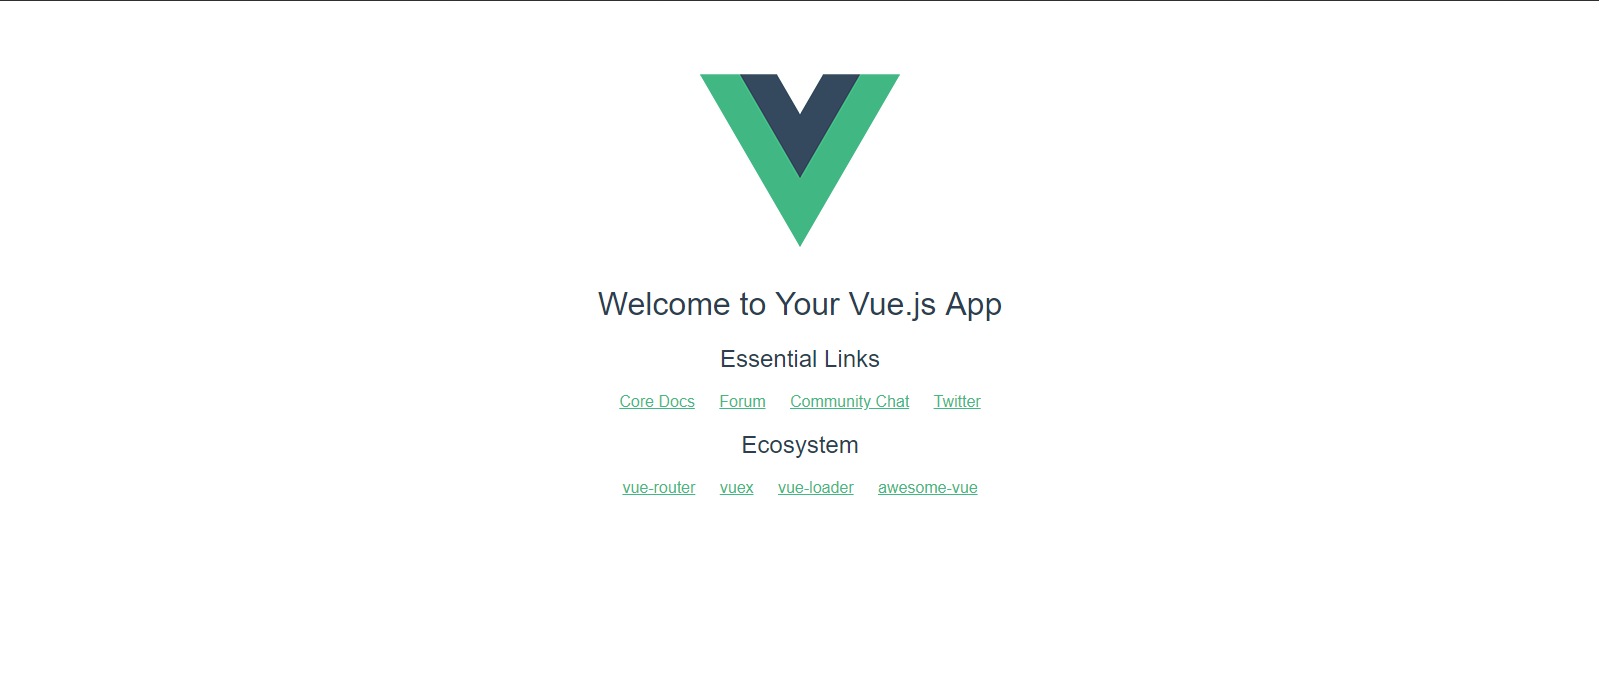 Welcome to Your Vue.js App
Essential Links
Core Docs Forum Community Chat Twitter
Ecosystem
vue-router vuex vue-loader awesome-vue